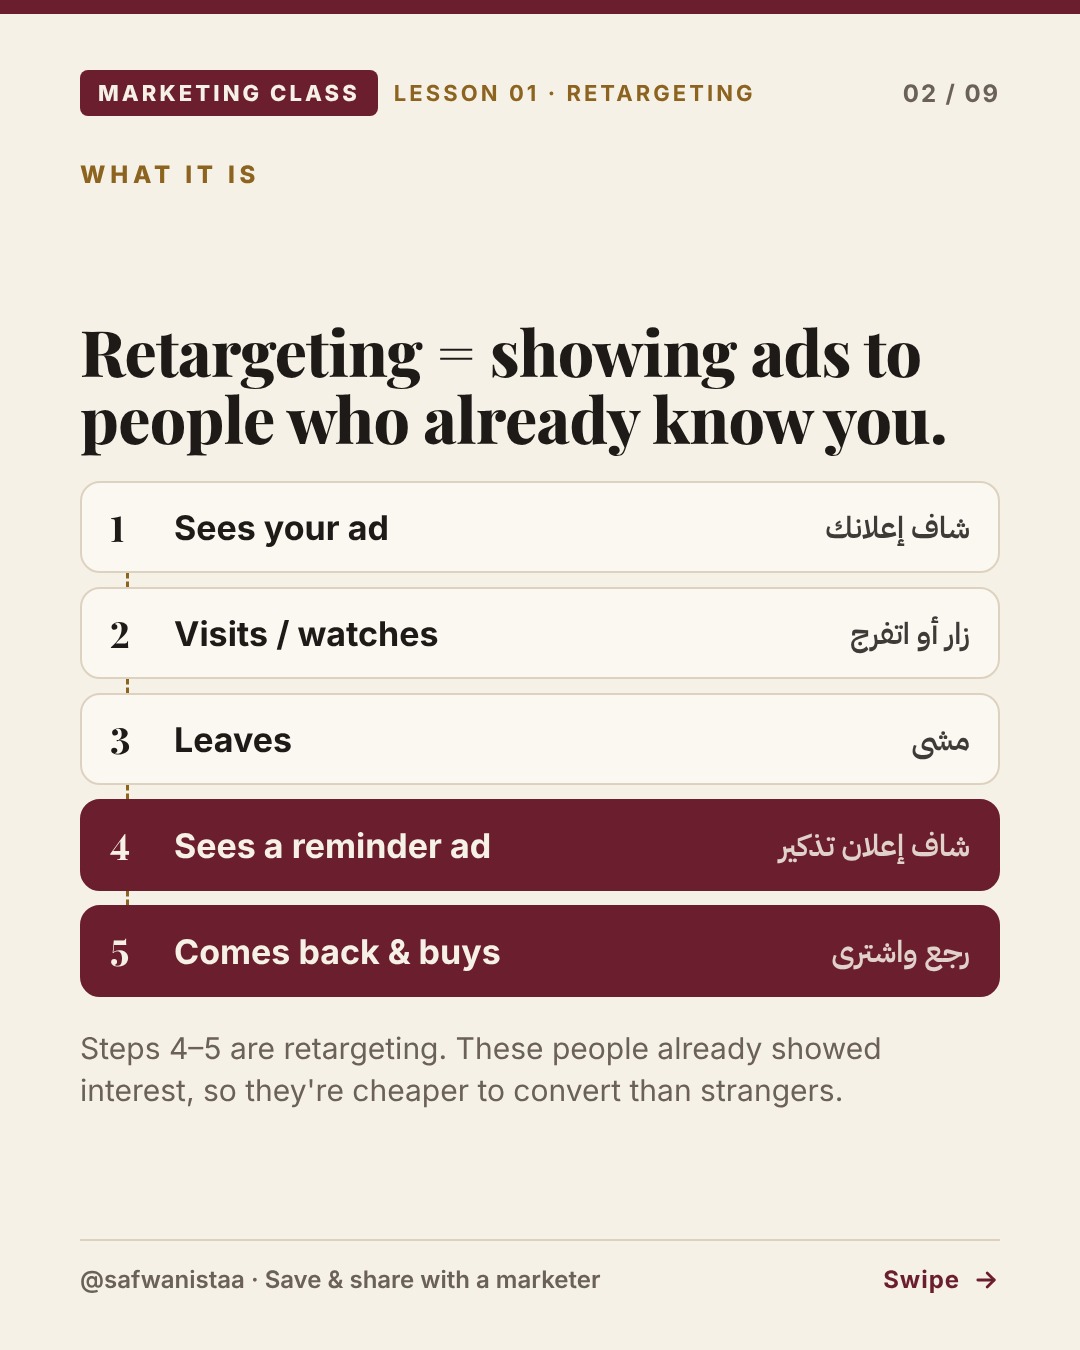 MARKETING CLASS LESSON 01 · RETARGETING 02 / 09
WHAT IT IS
Retargeting = showing ads to
people who already know you.
1 Sees your ad شاف إعلانك
2 Visits / watches زار أو اتفرج
3 Leaves مشى
4 Sees a reminder ad شاف إعلان تذكير
5 Comes back & buys رجع واشترى
Steps 4–5 are retargeting. These people already showed
interest, so they're cheaper to convert than strangers.
@safwanistaa · Save & share with a marketer Swipe →